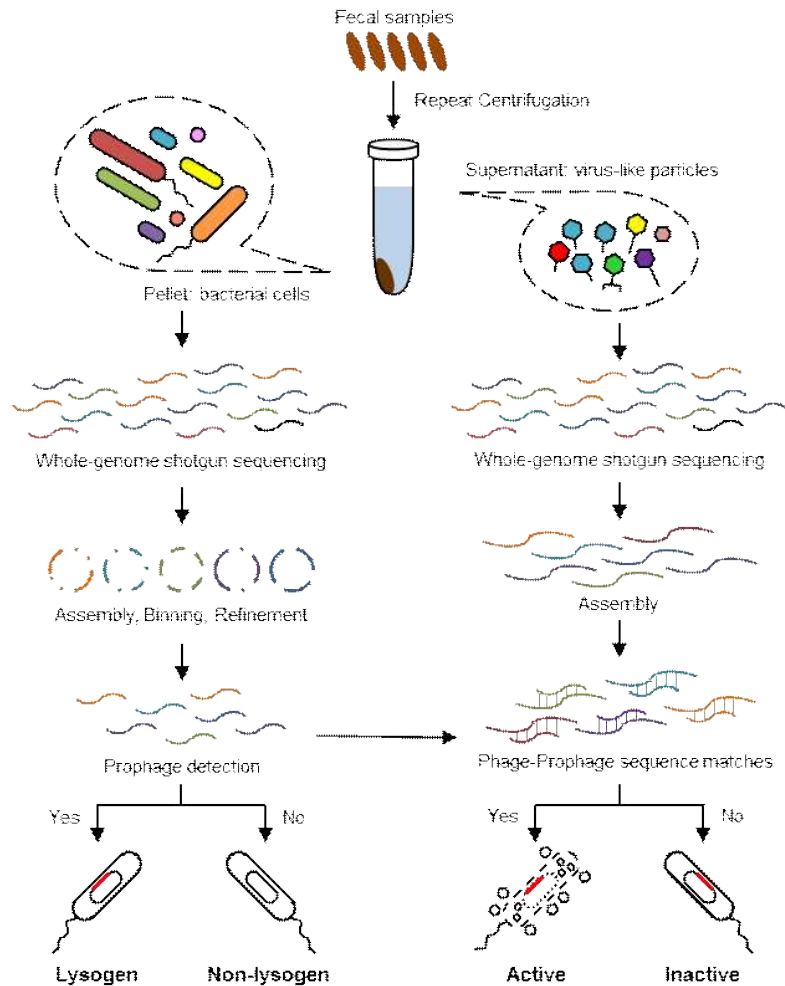 Fecal samples
Repeat Centrifugation
Supernatant: virus-like particles
Pellet: bacterial cells
Whole-genome shotgun sequencing
Whole-genome shotgun sequencing
Assembly, Binning, Refinement
Assembly
Prophage detection
Phage-Prophage sequence matches
Yes
No
Yes
No
Lysogen
Non-lysogen
Active
Inactive